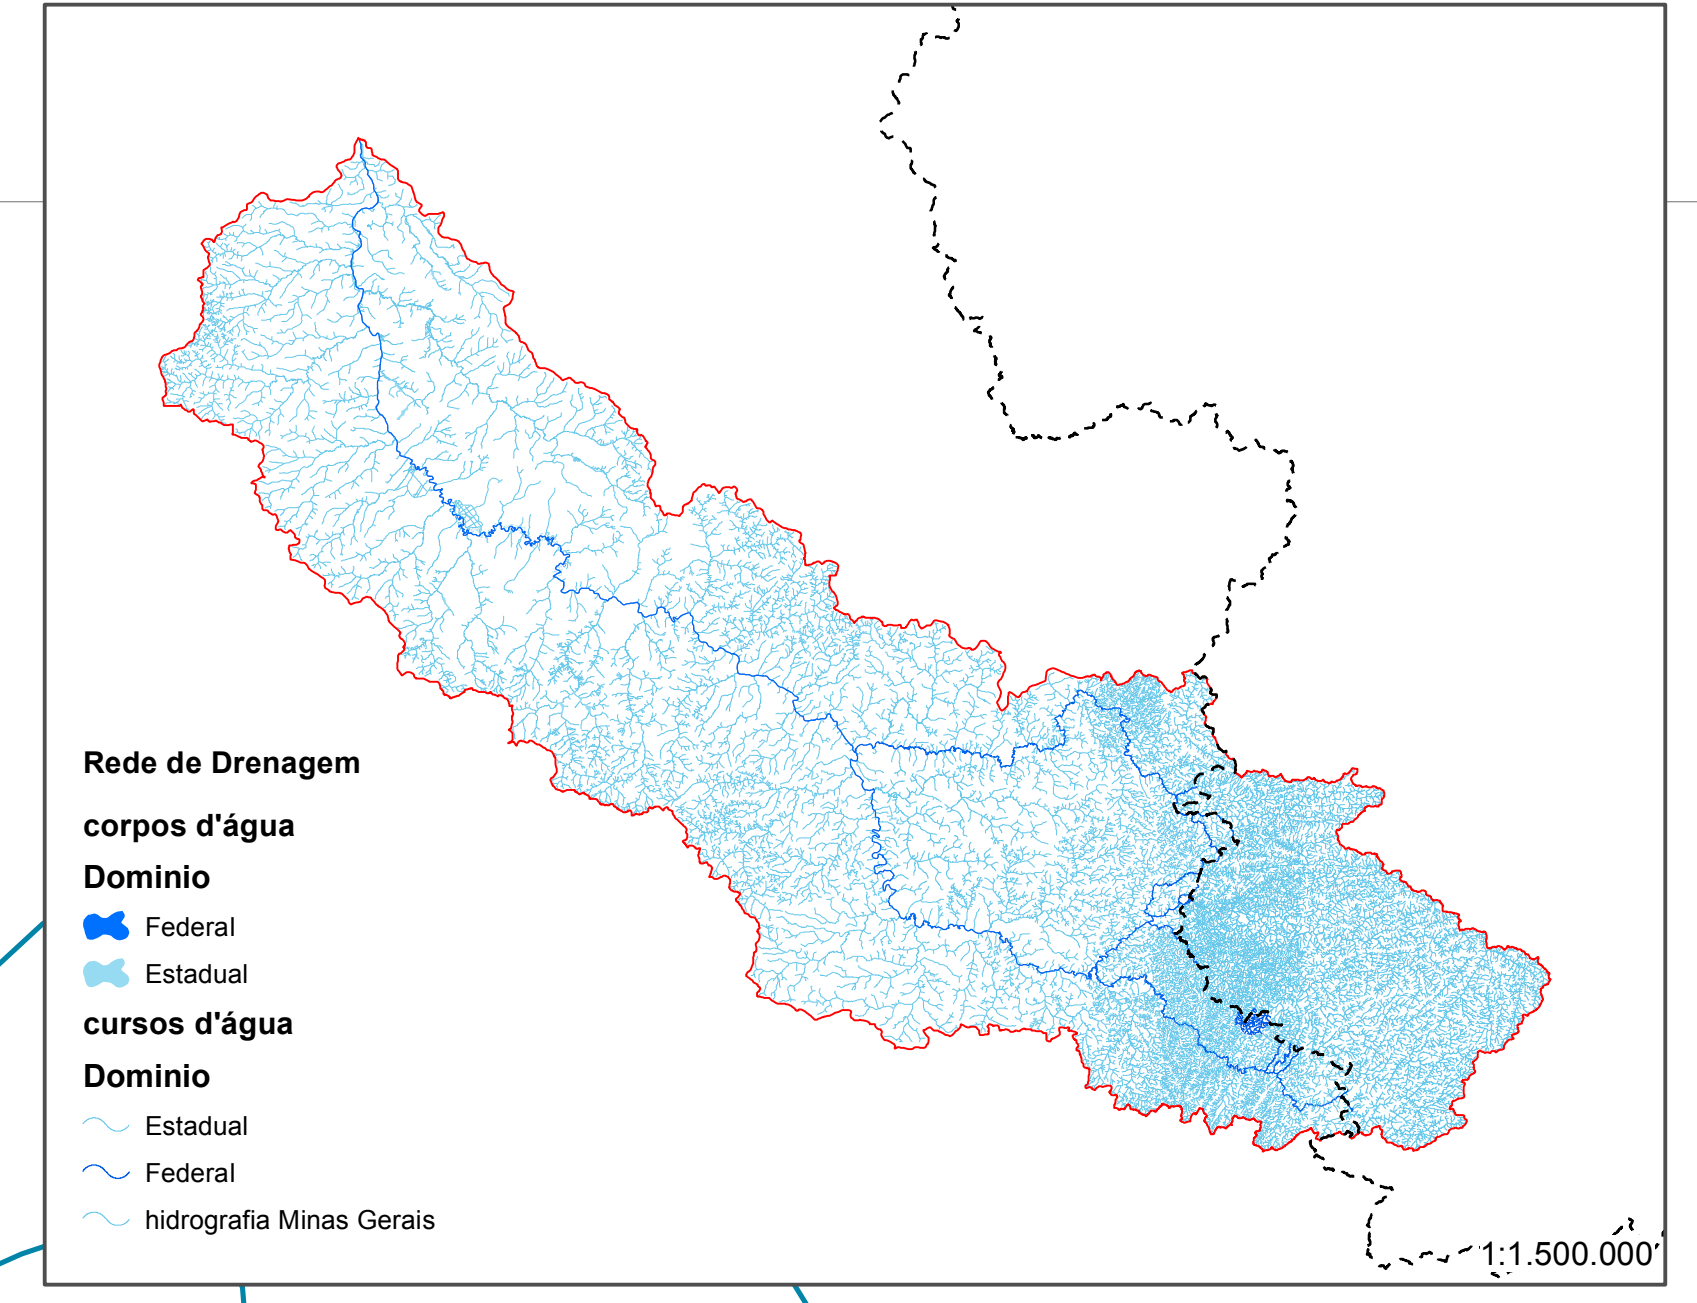 Rede de Drenagem
corpos d'água
Dominio
Federal
Estadual
cursos d'água
Dominio
Estadual
Federal
hidrografia Minas Gerais
1:1.500.000